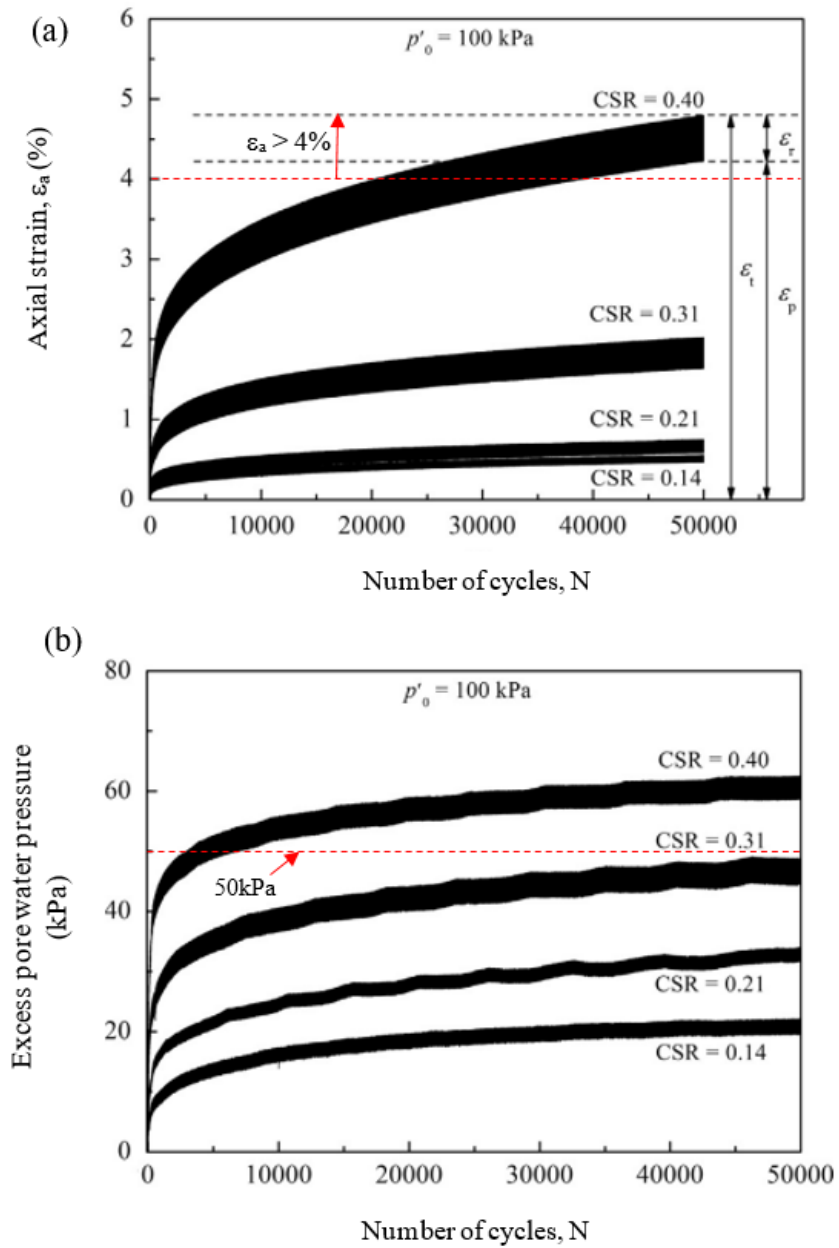 (a)
p'₀ = 100 kPa
6
5
4
3
2
1
0
Axial strain, εₐ (%)
CSR = 0.40
εₐ > 4%
CSR = 0.31
CSR = 0.21
CSR = 0.14
εᵣ
εₜ
εₚ
0 10000 20000 30000 40000 50000
Number of cycles, N
(b)
p'₀ = 100 kPa
80
60
40
20
0
Excess pore water pressure
(kPa)
CSR = 0.40
CSR = 0.31
50kPa
CSR = 0.21
CSR = 0.14
0 10000 20000 30000 40000 50000
Number of cycles, N